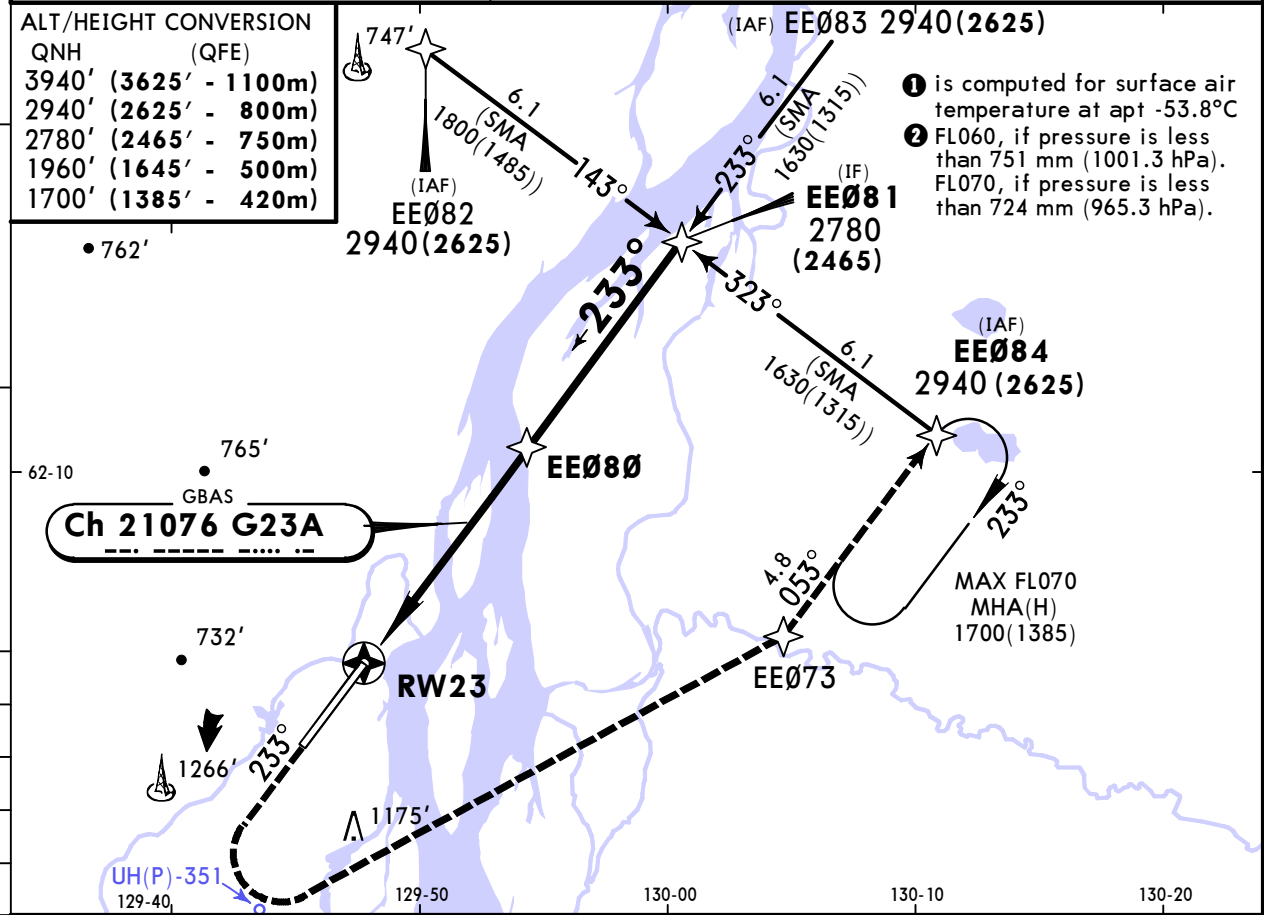 ALT/HEIGHT CONVERSION
QNH (QFE)
3940' (3625' - 1100m)
2940' (2625' - 800m)
2780' (2465' - 750m)
1960' (1645' - 500m)
1700' (1385' - 420m)
747'
(IAF) EEØ83 2940(2625)
❶ is computed for surface air
temperature at apt -53.8°C
❷ FL060, if pressure is less
than 751 mm (1001.3 hPa).
FL070, if pressure is less
than 724 mm (965.3 hPa).
6.1
(SMA
1800(1485))
143°
6.1
(SMA
1630(1315))
233°
(IAF)
EEØ82
2940(2625)
(IF)
EEØ81
2780
(2465)
762'
233°
323°
6.1
(SMA
1630(1315))
(IAF)
EEØ84
2940 (2625)
765'
62-10
EEØ80
GBAS
Ch 21076 G23A
233°
4.8
053°
MAX FL070
MHA(H)
1700(1385)
732'
RW23
EEØ73
233°
1266'
1175'
UH(P)-351
129-40
129-50
130-00
130-10
130-20